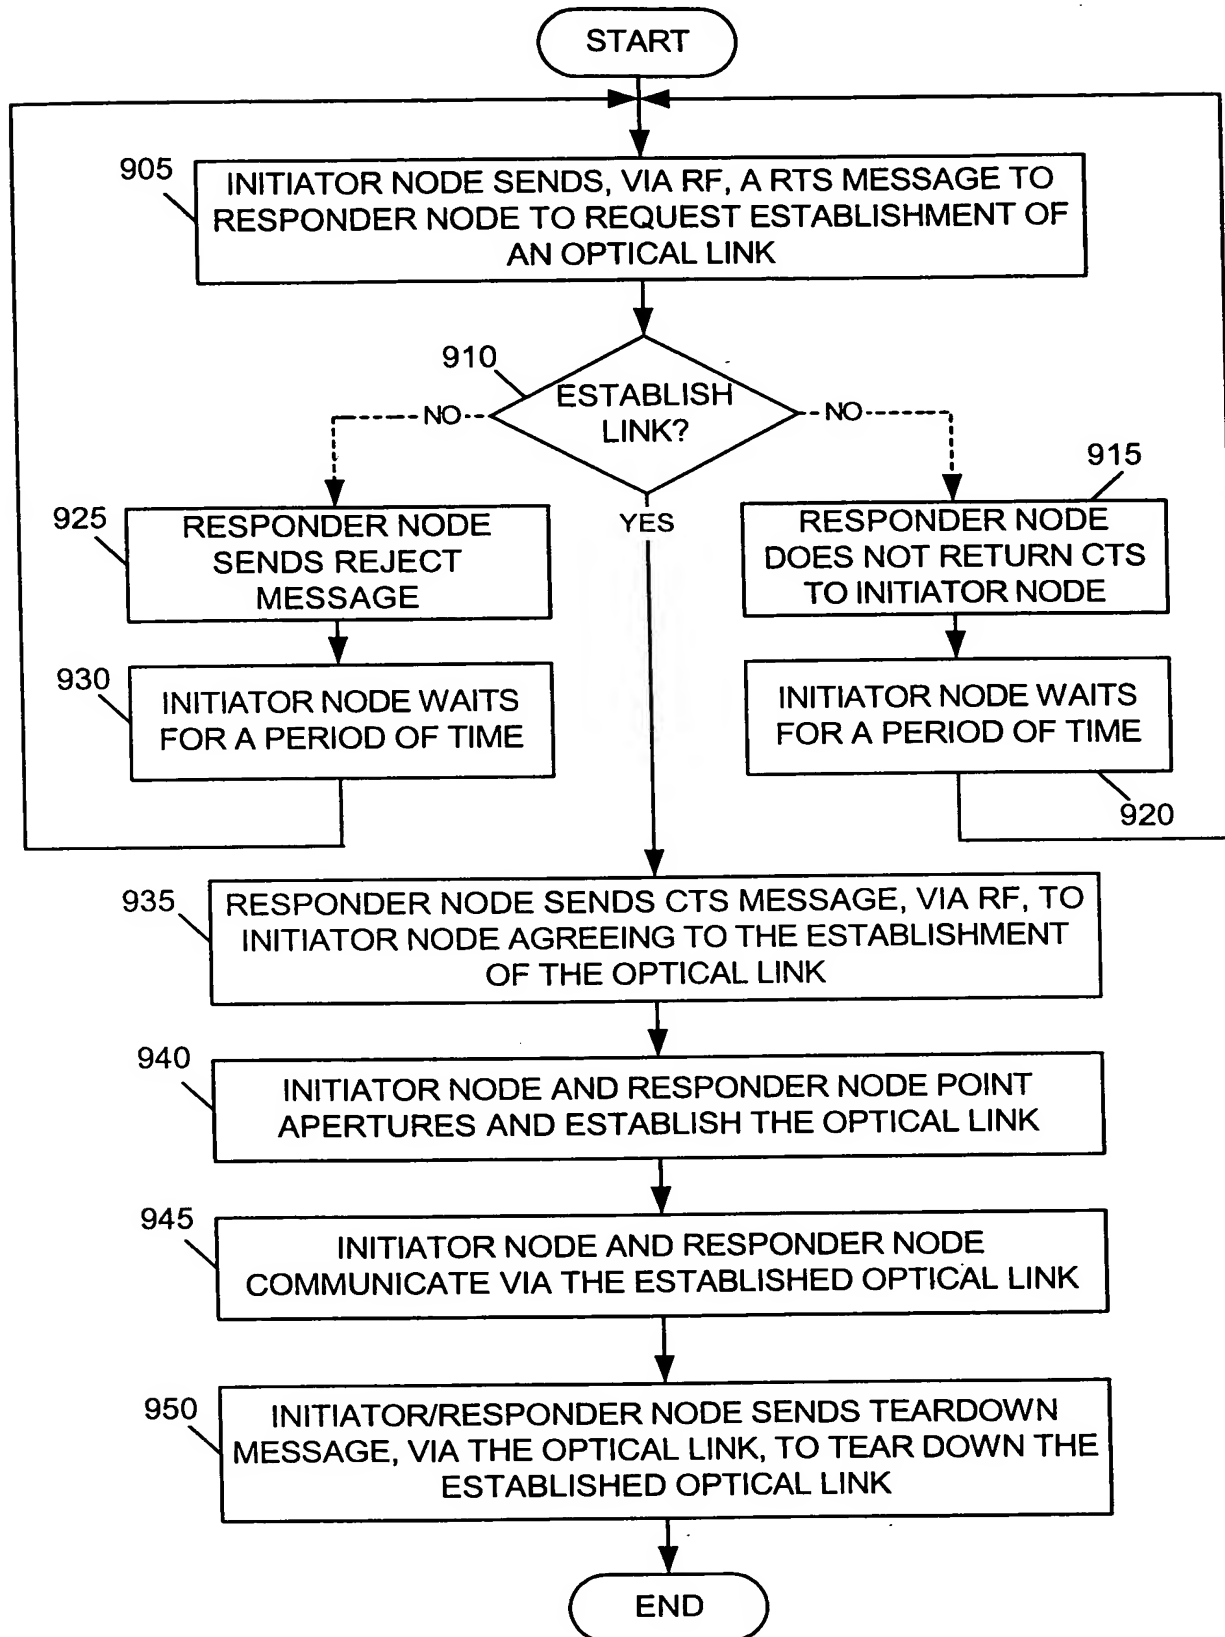 START
905
INITIATOR NODE SENDS, VIA RF, A RTS MESSAGE TO
RESPONDER NODE TO REQUEST ESTABLISHMENT OF
AN OPTICAL LINK
910
ESTABLISH
LINK?
NO
NO
YES
925
RESPONDER NODE
SENDS REJECT
MESSAGE
915
RESPONDER NODE
DOES NOT RETURN CTS
TO INITIATOR NODE
930
INITIATOR NODE WAITS
FOR A PERIOD OF TIME
INITIATOR NODE WAITS
FOR A PERIOD OF TIME
920
935
RESPONDER NODE SENDS CTS MESSAGE, VIA RF, TO
INITIATOR NODE AGREEING TO THE ESTABLISHMENT
OF THE OPTICAL LINK
940
INITIATOR NODE AND RESPONDER NODE POINT
APERTURES AND ESTABLISH THE OPTICAL LINK
945
INITIATOR NODE AND RESPONDER NODE
COMMUNICATE VIA THE ESTABLISHED OPTICAL LINK
950
INITIATOR/RESPONDER NODE SENDS TEARDOWN
MESSAGE, VIA THE OPTICAL LINK, TO TEAR DOWN THE
ESTABLISHED OPTICAL LINK
END